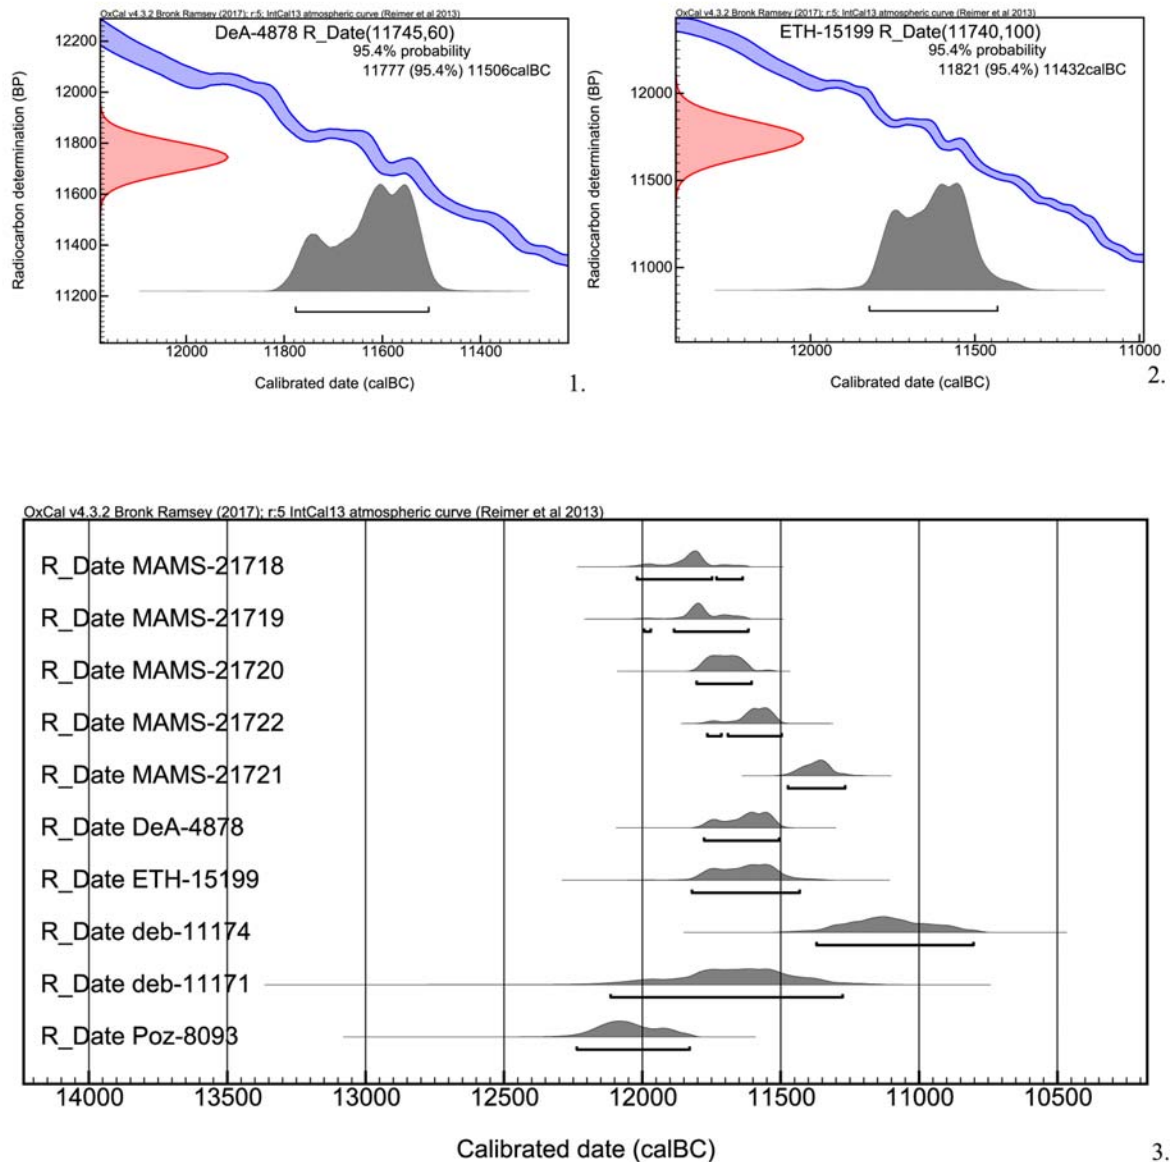 OxCal v4.3.2 Bronk Ramsey (2017); r:5; IntCal13 atmospheric curve (Reimer et al 2013)
DeA-4878 R_Date(11745,60)
95.4% probability
11777 (95.4%) 11506calBC
Radiocarbon determination (BP)
12200
12000
11800
11600
11400
11200
12000
11800
11600
11400
Calibrated date (calBC)
1.
OxCal v4.3.2 Bronk Ramsey (2017); r:5; IntCal13 atmospheric curve (Reimer et al 2013)
ETH-15199 R_Date(11740,100)
95.4% probability
11821 (95.4%) 11432calBC
Radiocarbon determination (BP)
12000
11500
11000
12000
11500
11000
Calibrated date (calBC)
2.
OxCal v4.3.2 Bronk Ramsey (2017); r:5 IntCal13 atmospheric curve (Reimer et al 2013)
R_Date MAMS-21718
R_Date MAMS-21719
R_Date MAMS-21720
R_Date MAMS-21722
R_Date MAMS-21721
R_Date DeA-4878
R_Date ETH-15199
R_Date deb-11174
R_Date deb-11171
R_Date Poz-8093
14000
13500
13000
12500
12000
11500
11000
10500
Calibrated date (calBC)
3.